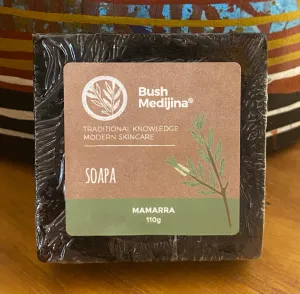 Bush
Medijina®
TRADITIONAL KNOWLEDGE
MODERN SKINCARE
SOAPA
MAMARRA
110g